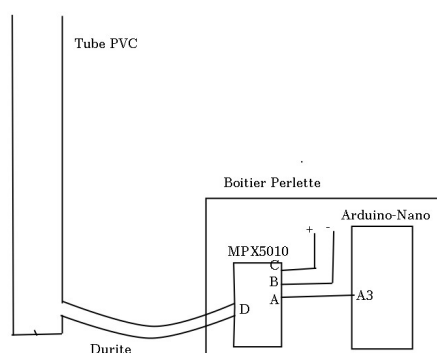 Tube PVC
Boitier Perlette
+ -
Arduino-Nano
MPX5010
C
B
A
A3
D
Durite